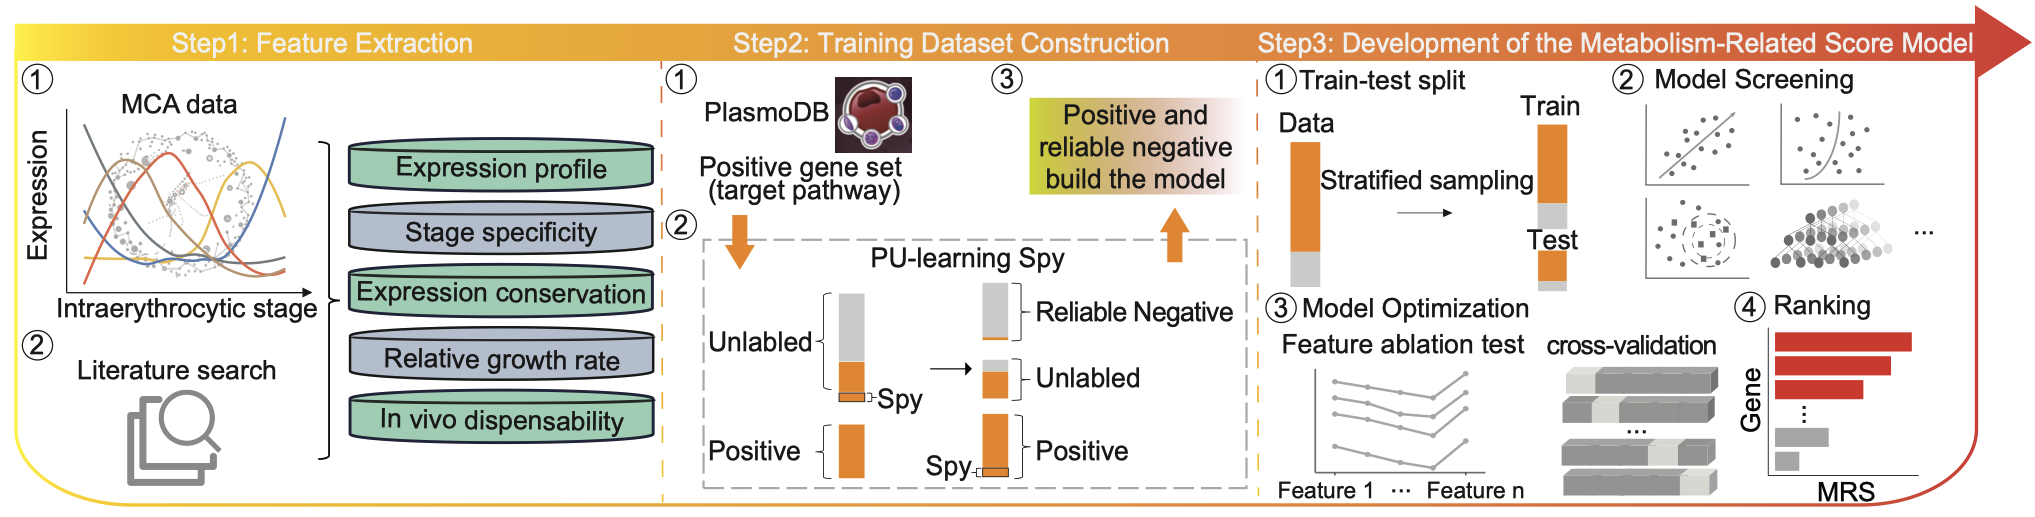 Step1: Feature Extraction
Step2: Training Dataset Construction
Step3: Development of the Metabolism-Related Score Model
1
MCA data
Expression
Intraerythrocytic stage
2
Literature search
Expression profile
Stage specificity
Expression conservation
Relative growth rate
In vivo dispensability
1
PlasmoDB
Positive gene set
(target pathway)
2
PU-learning Spy
Unlabled
Spy
Positive
Reliable Negative
Unlabled
Spy
Positive
3
Positive and
reliable negative
build the model
1 Train-test split
Data
Stratified sampling
Train
Test
2 Model Screening
...
3 Model Optimization
Feature ablation test
Feature 1 ... Feature n
cross-validation
...
4 Ranking
Gene
...
MRS